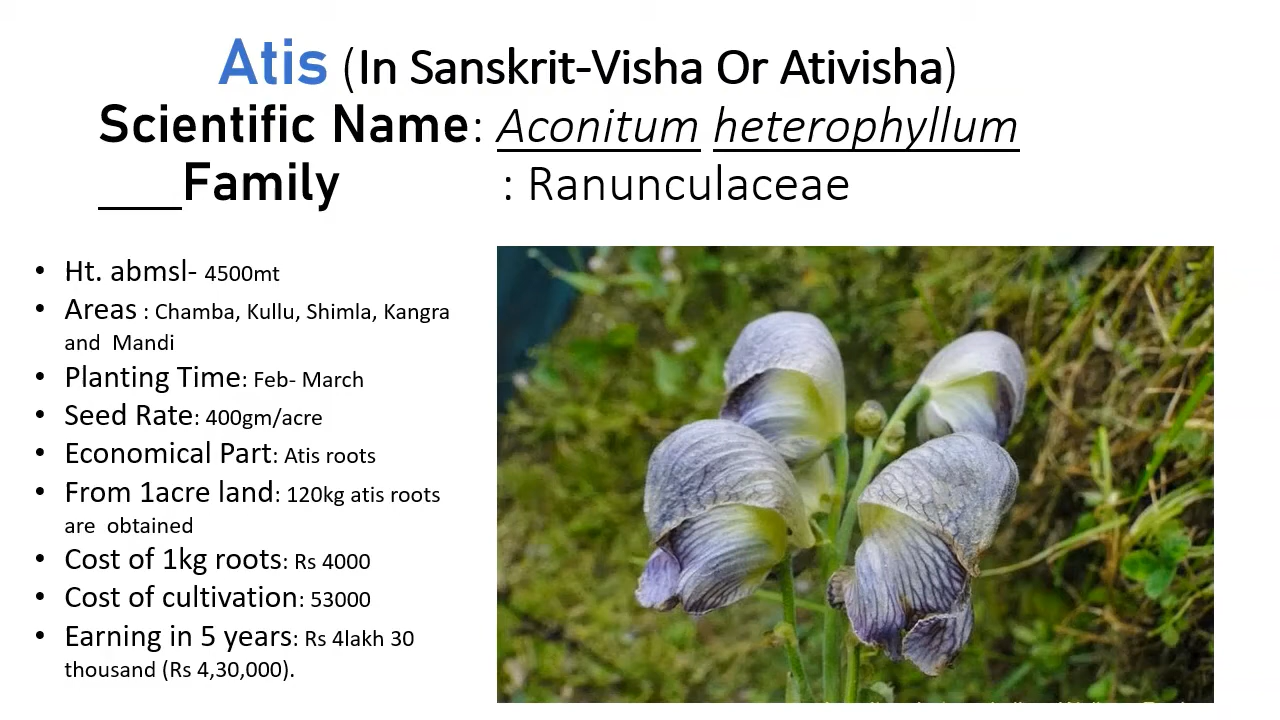 Atis (In Sanskrit-Visha Or Ativisha)
Scientific Name: Aconitum heterophyllum
___Family : Ranunculaceae
• Ht. abmsl- 4500mt
• Areas : Chamba, Kullu, Shimla, Kangra
and Mandi
• Planting Time: Feb- March
• Seed Rate: 400gm/acre
• Economical Part: Atis roots
• From 1acre land: 120kg atis roots
are obtained
• Cost of 1kg roots: Rs 4000
• Cost of cultivation: 53000
• Earning in 5 years: Rs 4lakh 30
thousand (Rs 4,30,000).